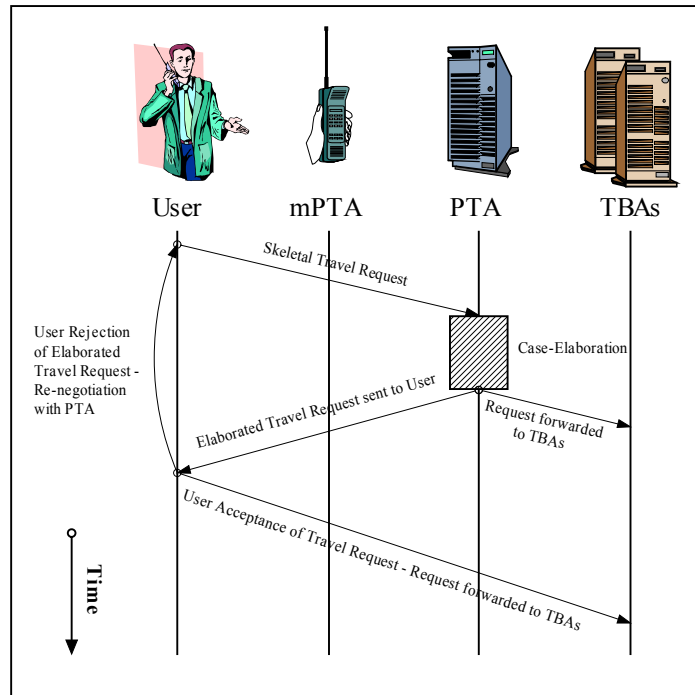 User
mPTA
PTA
TBAs
Skeletal Travel Request
User Rejection
of Elaborated
Travel Request -
Re-negotiation
with PTA
Case-Elaboration
Elaborated Travel Request sent to User
Request forwarded
to TBAs
User Acceptance of Travel Request - Request forwarded to TBAs
Time